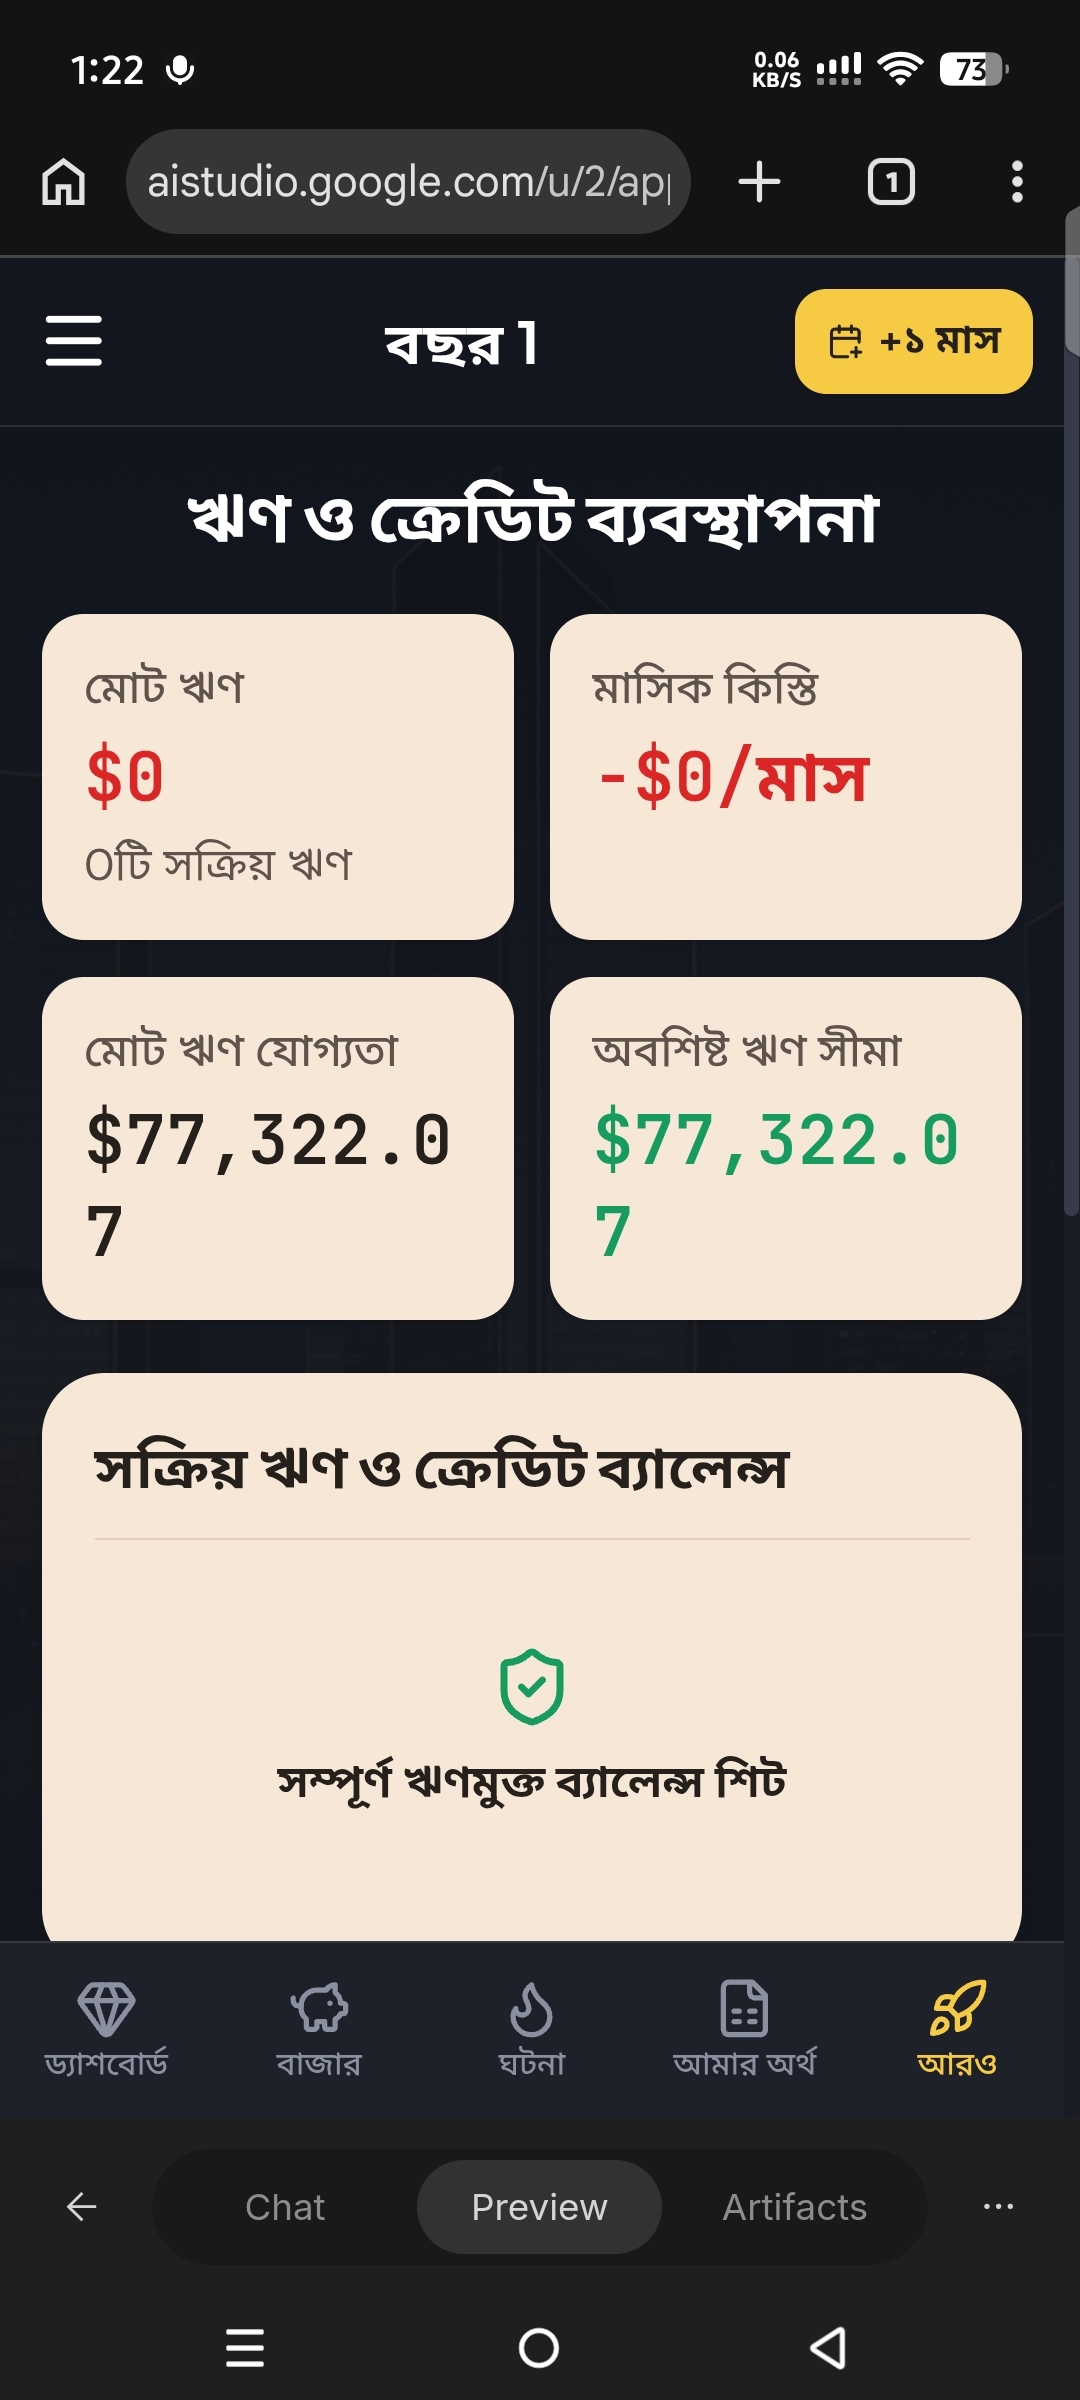 1:22
0.06
KB/S
73
aistudio.google.com/u/2/ap
1
বছর 1
+১ মাস
ঋণ ও ক্রেডিট ব্যবস্থাপনা
মোট ঋণ
$0
0টি সক্রিয় ঋণ
মাসিক কিস্তি
-$0/মাস
মোট ঋণ যোগ্যতা
$77,322.0
7
অবশিষ্ট ঋণ সীমা
$77,322.0
7
সক্রিয় ঋণ ও ক্রেডিট ব্যালেন্স
সম্পূর্ণ ঋণমুক্ত ব্যালেন্স শিট
ড্যাশবোর্ড
বাজার
ঘটনা
আমার অর্থ
আরও
Chat
Preview
Artifacts